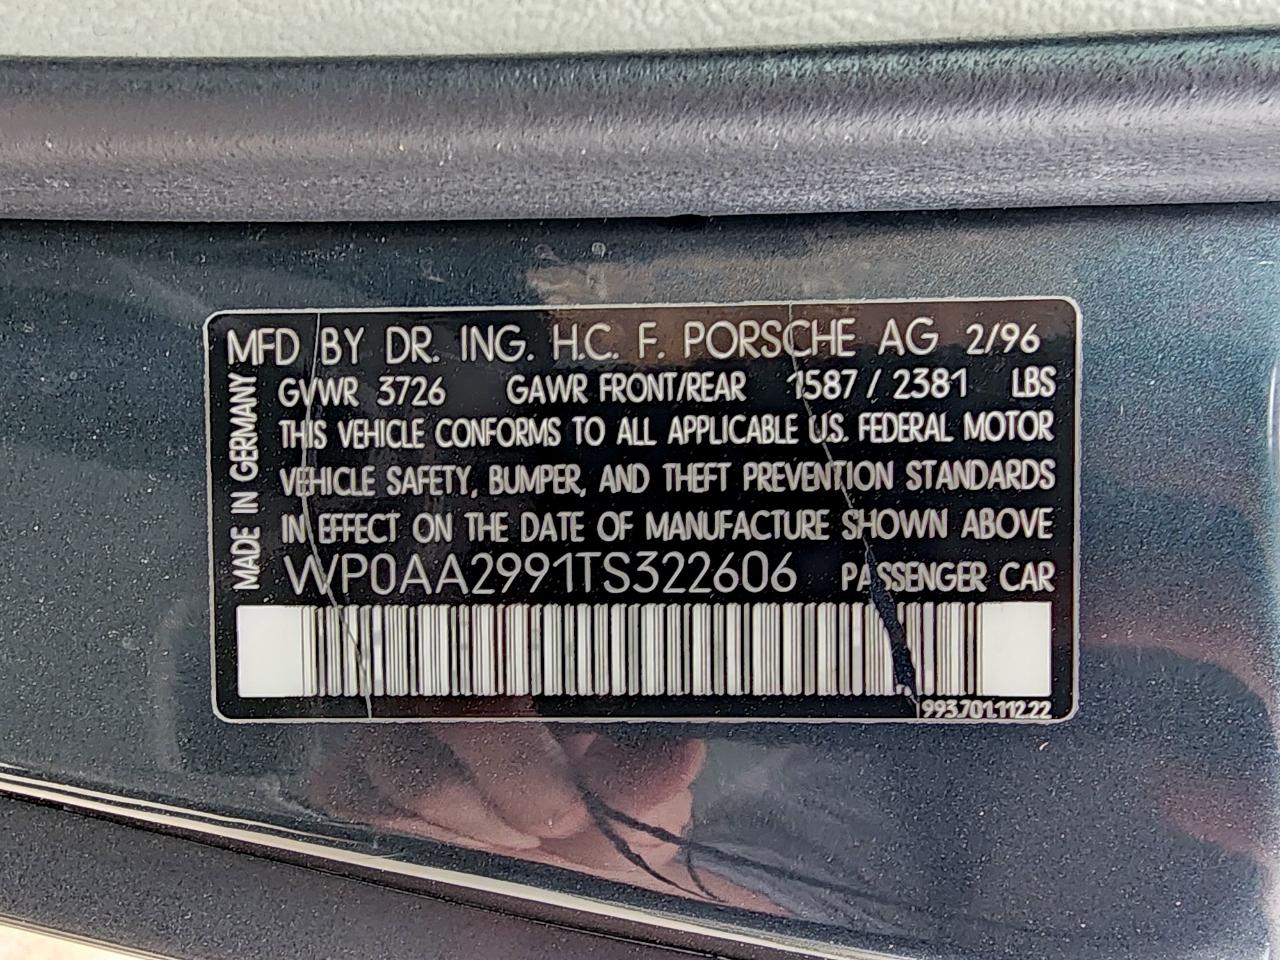 MFD BY DR. ING. H.C. F. PORSCHE AG 2/96
GVWR 3726 GAWR FRONT/REAR 1587 / 2381 LBS
THIS VEHICLE CONFORMS TO ALL APPLICABLE U.S. FEDERAL MOTOR
VEHICLE SAFETY, BUMPER, AND THEFT PREVENTION STANDARDS
IN EFFECT ON THE DATE OF MANUFACTURE SHOWN ABOVE
WP0AA2991TS322606 PASSENGER CAR
993.701.112.22
MADE IN GERMANY